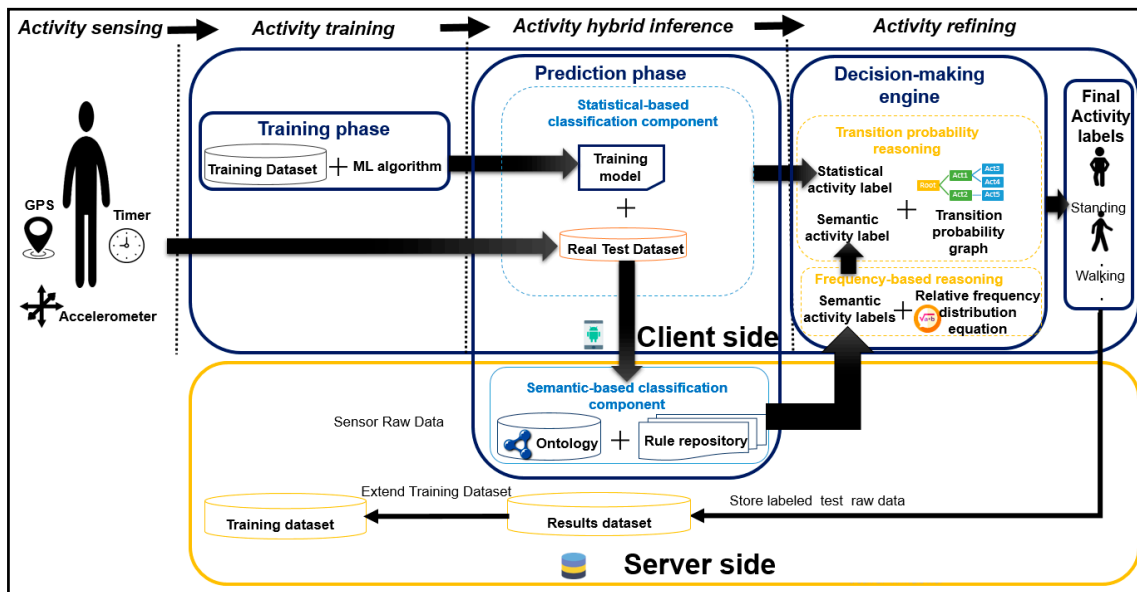 Activity sensing
Activity training
Activity hybrid inference
Activity refining
GPS
Timer
Accelerometer
Training phase
Training Dataset
+ ML algorithm
Prediction phase
Statistical-based
classification component
Training
model
+
Real Test Dataset
Decision-making
engine
Transition probability
reasoning
Statistical
activity label
Semantic
activity label
+
Root
Act1
Act2
Act3
Act4
Act5
Transition
probability
graph
Frequency-based reasoning
Semantic
activity labels
+
√a+b
Relative frequency
distribution
equation
Final
Activity
labels
Standing
Walking
.
.
Client side
Semantic-based classification
component
Ontology
+
Rule repository
Sensor Raw Data
Extend Training Dataset
Store labeled test raw data
Training dataset
Results dataset
Server side